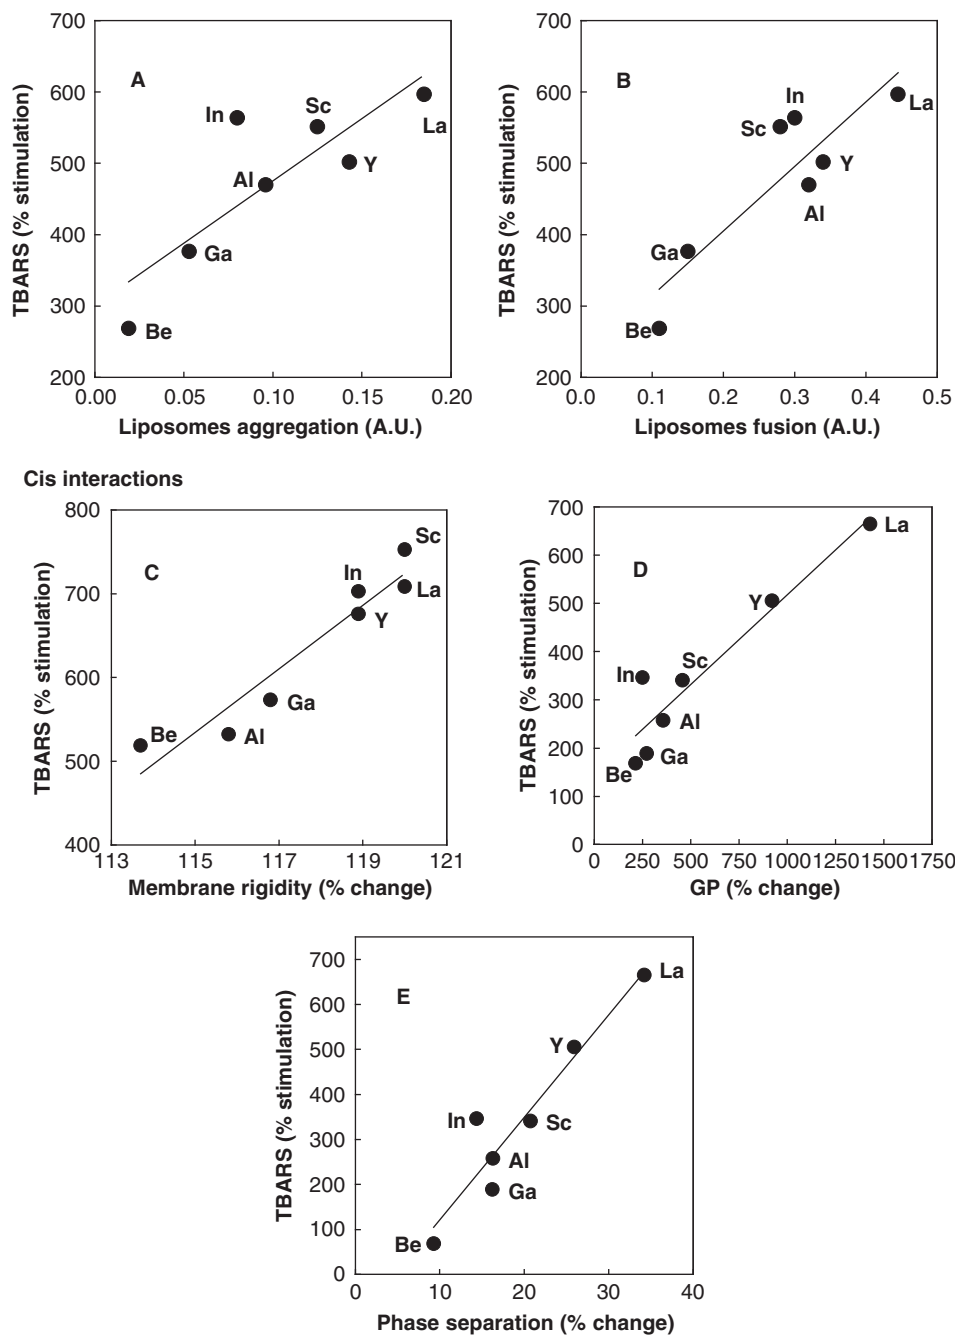 700
600
500
400
300
200
TBARS (% stimulation)
A
In
Sc
La
Al
Y
Ga
Be
0.00 0.05 0.10 0.15 0.20
Liposomes aggregation (A.U.)
700
600
500
400
300
200
TBARS (% stimulation)
B
In
Sc
La
Y
Al
Ga
Be
0.0 0.1 0.2 0.3 0.4 0.5
Liposomes fusion (A.U.)
Cis interactions
800
700
600
500
400
TBARS (% stimulation)
C
Sc
In
La
Y
Ga
Be
Al
113 115 117 119 121
Membrane rigidity (% change)
700
600
500
400
300
200
100
0
TBARS (% stimulation)
D
La
Y
Sc
In
Al
Ga
Be
0 250 500 750 1000 1250 1500 1750
GP (% change)
700
600
500
400
300
200
100
0
TBARS (% stimulation)
E
La
Y
In
Sc
Al
Ga
Be
0 10 20 30 40
Phase separation (% change)